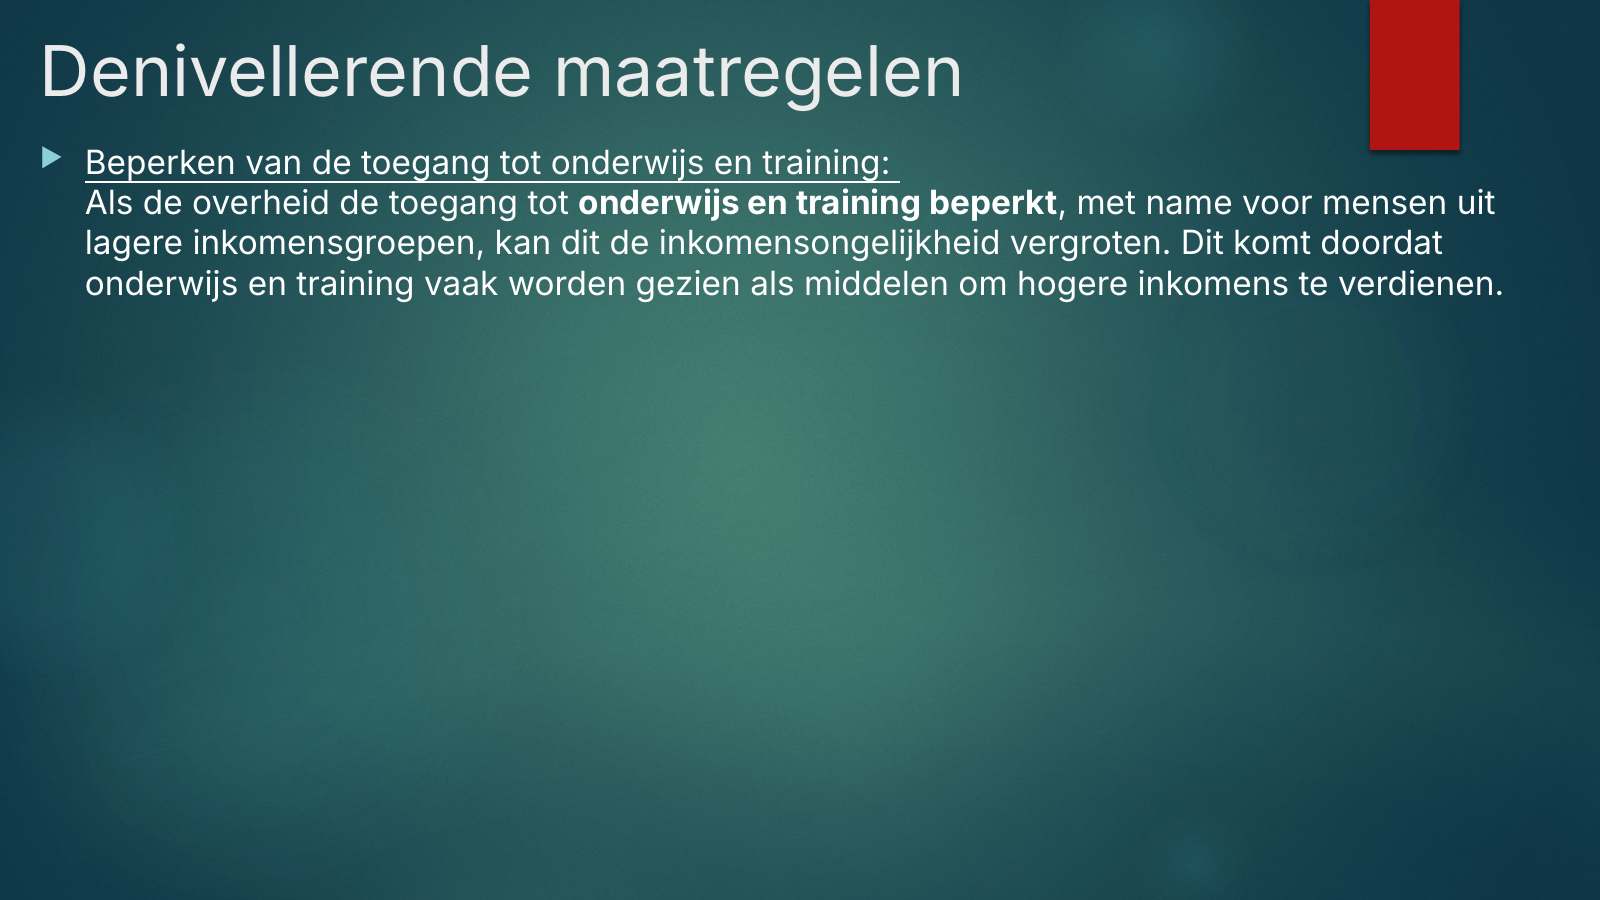 Denivellerende maatregelen
Beperken van de toegang tot onderwijs en training:
Als de overheid de toegang tot onderwijs en training beperkt, met name voor mensen uit
lagere inkomensgroepen, kan dit de inkomensongelijkheid vergroten. Dit komt doordat
onderwijs en training vaak worden gezien als middelen om hogere inkomens te verdienen.